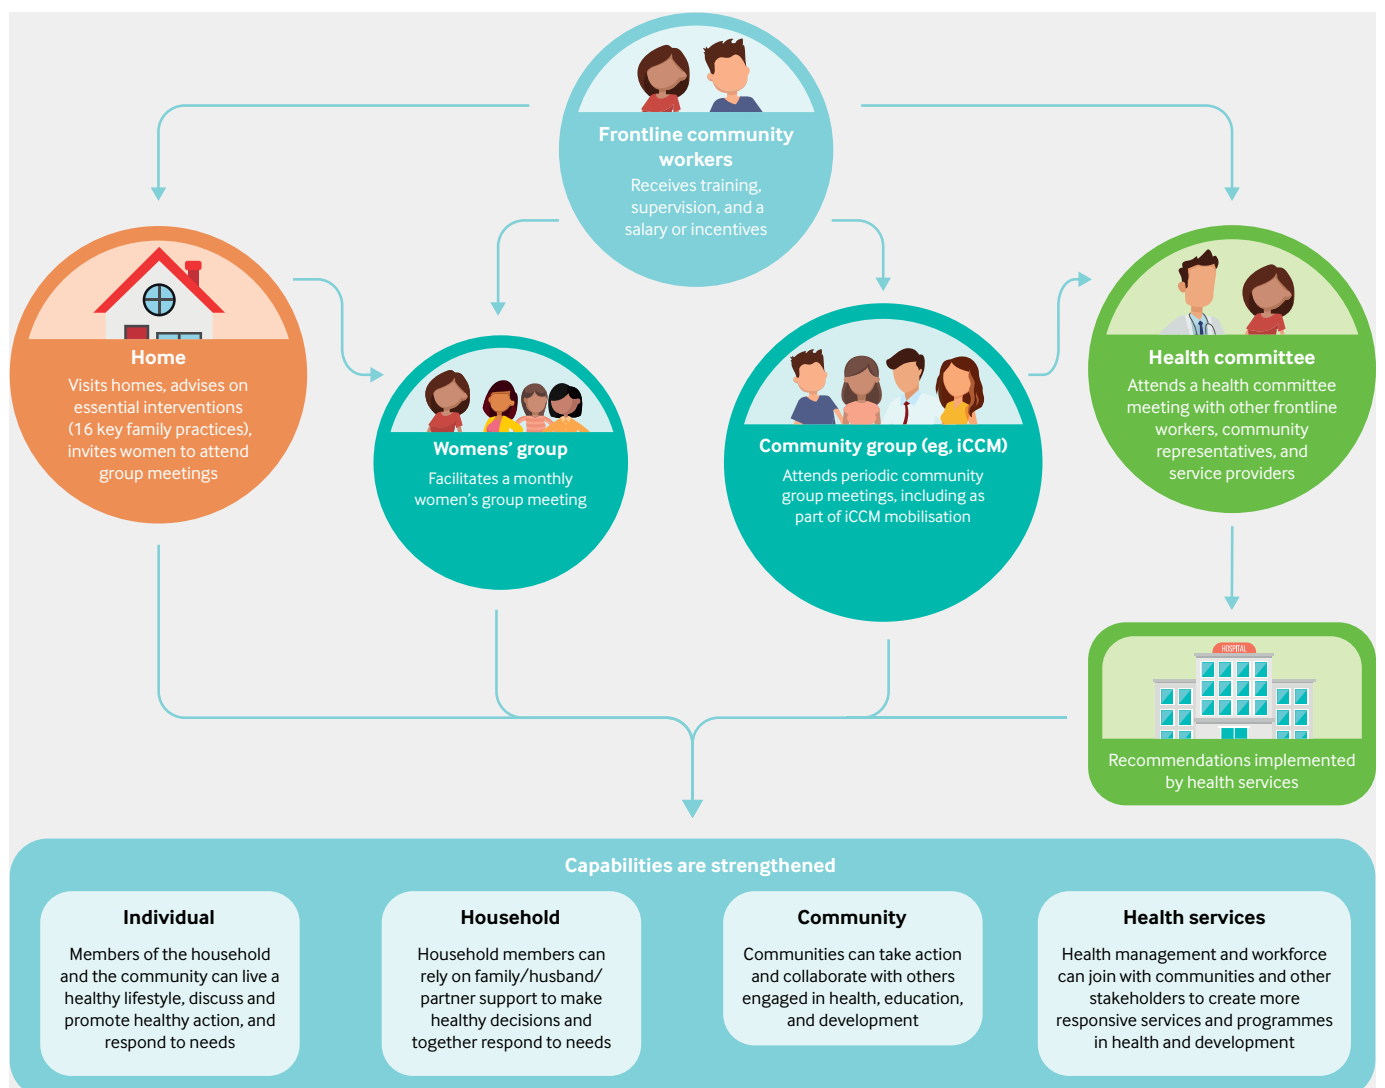 Frontline community
workers
Receives training,
supervision, and a
salary or incentives
Home
Visits homes, advises on
essential interventions
(16 key family practices),
invites women to attend
group meetings
Womens’ group
Facilitates a monthly
women’s group meeting
Community group (eg, iCCM)
Attends periodic community
group meetings, including as
part of iCCM mobilisation
Health committee
Attends a health committee
meeting with other frontline
workers, community
representatives, and
service providers
HOSPITAL
Recommendations implemented
by health services
Capabilities are strengthened
Individual
Members of the household
and the community can live a
healthy lifestyle, discuss and
promote healthy action, and
respond to needs
Household
Household members can
rely on family/husband/
partner support to make
healthy decisions and
together respond to needs
Community
Communities can take action
and collaborate with others
engaged in health, education,
and development
Health services
Health management and workforce
can join with communities and other
stakeholders to create more
responsive services and programmes
in health and development